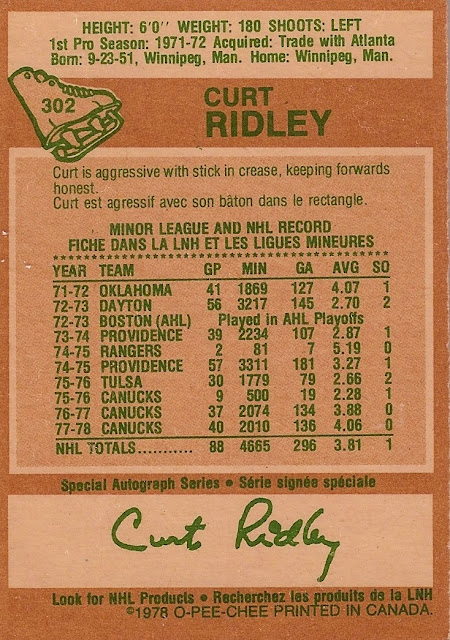 HEIGHT: 6'0" WEIGHT: 180 SHOOTS: LEFT
1st Pro Season: 1971-72 Acquired: Trade with Atlanta
Born: 9-23-51, Winnipeg, Man. Home: Winnipeg, Man.
302
CURT
RIDLEY
Curt is aggressive with stick in crease, keeping forwards
honest.
Curt est agressif avec son bâton dans le rectangle.
MINOR LEAGUE AND NHL RECORD
FICHE DANS LA LNH ET LES LIGUES MINEURES
YEAR TEAM GP MIN GA AVG SO
71-72 OKLAHOMA 41 1869 127 4.07 1
72-73 DAYTON 56 3217 145 2.70 2
72-73 BOSTON (AHL) Played in AHL Playoffs
73-74 PROVIDENCE 39 2234 107 2.87 1
74-75 RANGERS 2 81 7 5.19 0
74-75 PROVIDENCE 57 3311 181 3.27 1
75-76 TULSA 30 1779 79 2.66 2
75-76 CANUCKS 9 500 19 2.28 1
76-77 CANUCKS 37 2074 134 3.88 0
77-78 CANUCKS 40 2010 136 4.06 0
NHL TOTALS........... 88 4665 296 3.81 1
Special Autograph Series • Série signée spéciale
Curt Ridley
Look for NHL Products • Recherchez les produits de la LNH
©1978 O-PEE-CHEE PRINTED IN CANADA.